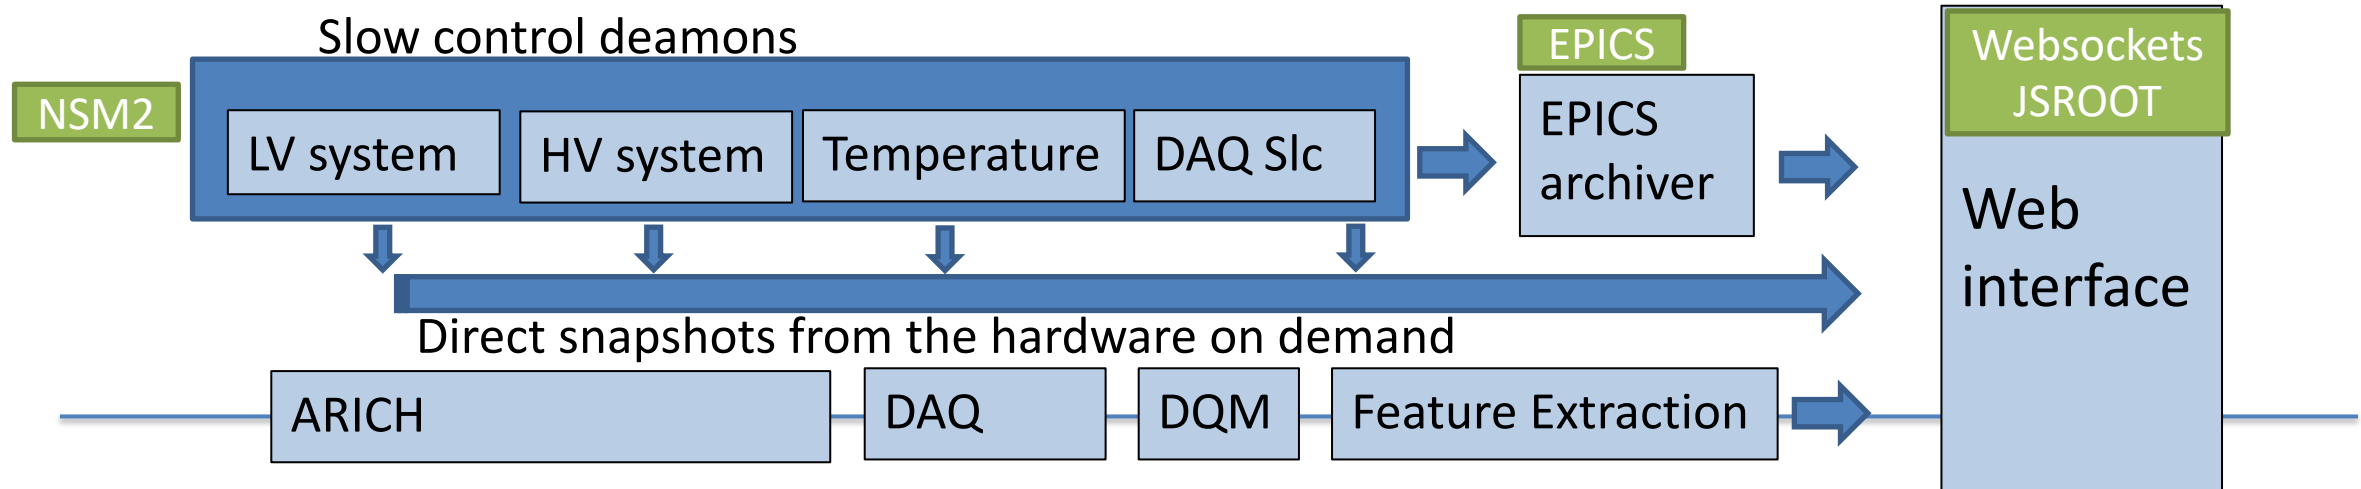 Slow control deamons
NSM2
LV system
HV system
Temperature
DAQ Slc
EPICS
EPICS
archiver
Websockets
JSROOT
Web
interface
Direct snapshots from the hardware on demand
ARICH
DAQ
DQM
Feature Extraction